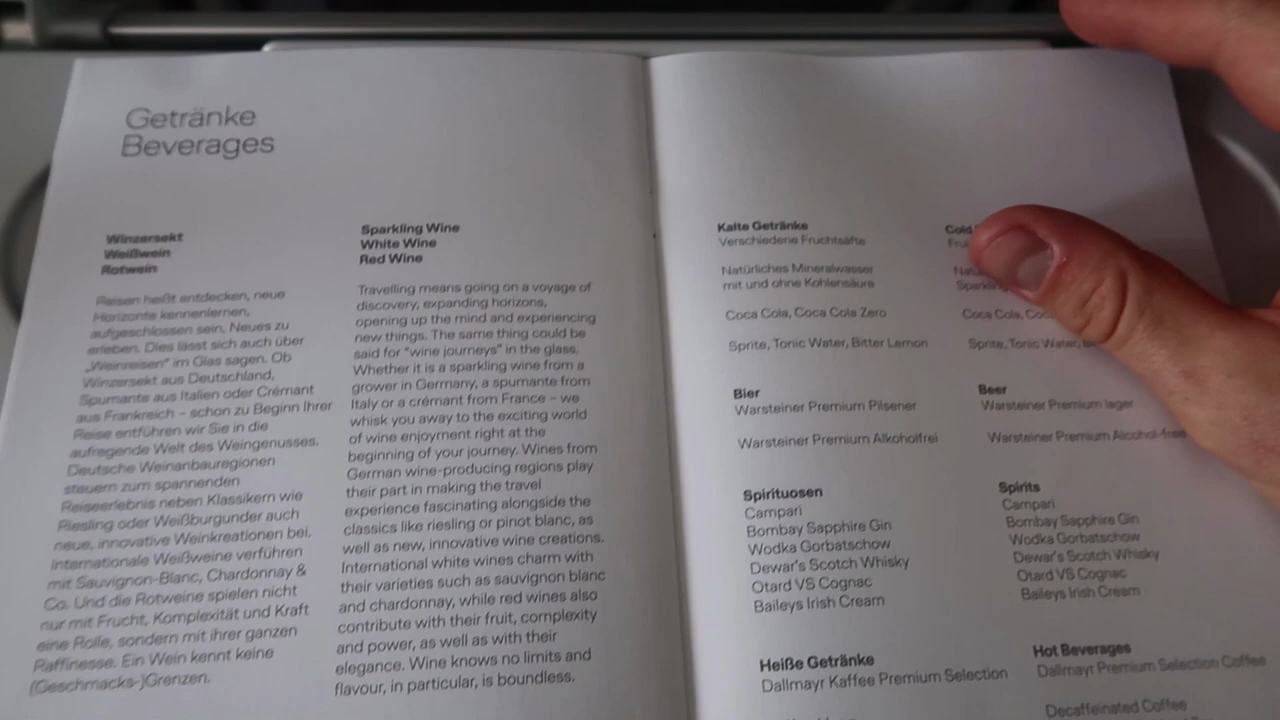 Getränke
Beverages
Winzersekt
Weißwein
Rotwein
Reisen heißt entdecken, neue
Horizonte kennenlernen,
aufgeschlossen sein, Neues zu
erleben. Dies lässt sich auch über
„Weinreisen" im Glas sagen. Ob
Winzersekt aus Deutschland,
Spumante aus Italien oder Crémant
aus Frankreich – schon zu Beginn Ihrer
Reise entführen wir Sie in die
aufregende Welt des Weingenusses.
Deutsche Weinanbauregionen
steuern zum spannenden
Reiseerlebnis neben Klassikern wie
Riesling oder Weißburgunder auch
neue, innovative Weinkreationen bei.
Internationale Weißweine verführen
mit Sauvignon-Blanc, Chardonnay &
Co. Und die Rotweine spielen nicht
nur mit Frucht, Komplexität und Kraft
eine Rolle, sondern mit ihrer ganzen
Raffinesse. Ein Wein kennt keine
(Geschmacks-)Grenzen.
Sparkling Wine
White Wine
Red Wine
Travelling means going on a voyage of
discovery, expanding horizons,
opening up the mind and experiencing
new things. The same thing could be
said for "wine journeys" in the glass.
Whether it is a sparkling wine from a
grower in Germany, a spumante from
Italy or a crémant from France – we
whisk you away to the exciting world
of wine enjoyment right at the
beginning of your journey. Wines from
German wine-producing regions play
their part in making the travel
experience fascinating alongside the
classics like riesling or pinot blanc, as
well as new, innovative wine creations.
International white wines charm with
their varieties such as sauvignon blanc
and chardonnay, while red wines also
contribute with their fruit, complexity
and power, as well as with their
elegance. Wine knows no limits and
flavour, in particular, is boundless.
Kalte Getränke
Verschiedene Fruchtsäfte
Natürliches Mineralwasser
mit und ohne Kohlensäure
Coca Cola, Coca Cola Zero
Sprite, Tonic Water, Bitter Lemon
Bier
Warsteiner Premium Pilsener
Warsteiner Premium Alkoholfrei
Spirituosen
Campari
Bombay Sapphire Gin
Wodka Gorbatschow
Dewar's Scotch Whisky
Otard VS Cognac
Baileys Irish Cream
Heiße Getränke
Dallmayr Kaffee Premium Selection
Cold
Coca Cola,
Sprite, Tonic Water,
Beer
Warsteiner Premium lager
Warsteiner Premium Alcohol-free
Spirits
Campari
Bombay Sapphire Gin
Wodka Gorbatschow
Dewar's Scotch Whisky
Otard VS Cognac
Baileys Irish Cream
Hot Beverages
Dallmayr Premium Selection Coffee
Decaffeinated Coffee